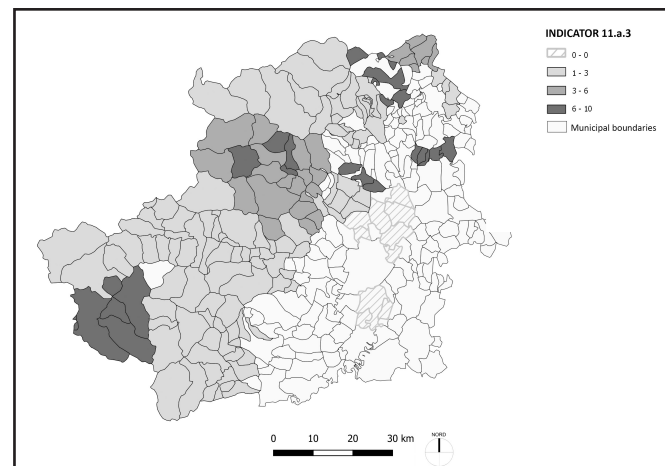 INDICATOR 11.a.3
0 - 0
1 - 3
3 - 6
6 - 10
Municipal boundaries
0 10 20 30 km
NORD